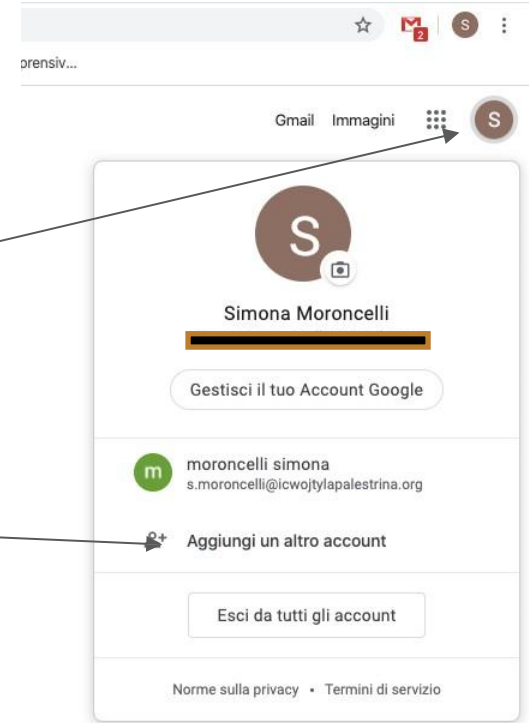 2
S
prensiv...
Gmail Immagini
S
S
Simona Moroncelli
Gestisci il tuo Account Google
m
moroncelli simona
s.moroncelli@icwojtylapalestrina.org
Aggiungi un altro account
Esci da tutti gli account
Norme sulla privacy • Termini di servizio